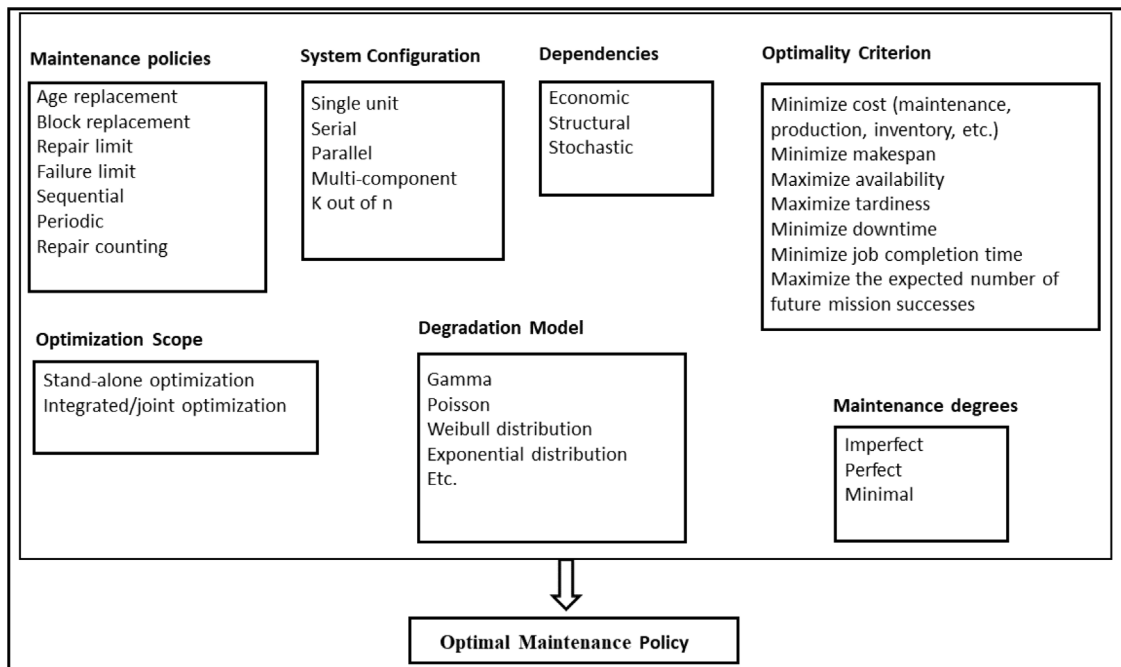 Maintenance policies
Age replacement
Block replacement
Repair limit
Failure limit
Sequential
Periodic
Repair counting
System Configuration
Single unit
Serial
Parallel
Multi-component
K out of n
Dependencies
Economic
Structural
Stochastic
Optimality Criterion
Minimize cost (maintenance,
production, inventory, etc.)
Minimize makespan
Maximize availability
Maximize tardiness
Minimize downtime
Minimize job completion time
Maximize the expected number of
future mission successes
Optimization Scope
Stand-alone optimization
Integrated/joint optimization
Degradation Model
Gamma
Poisson
Weibull distribution
Exponential distribution
Etc.
Maintenance degrees
Imperfect
Perfect
Minimal
Optimal Maintenance Policy